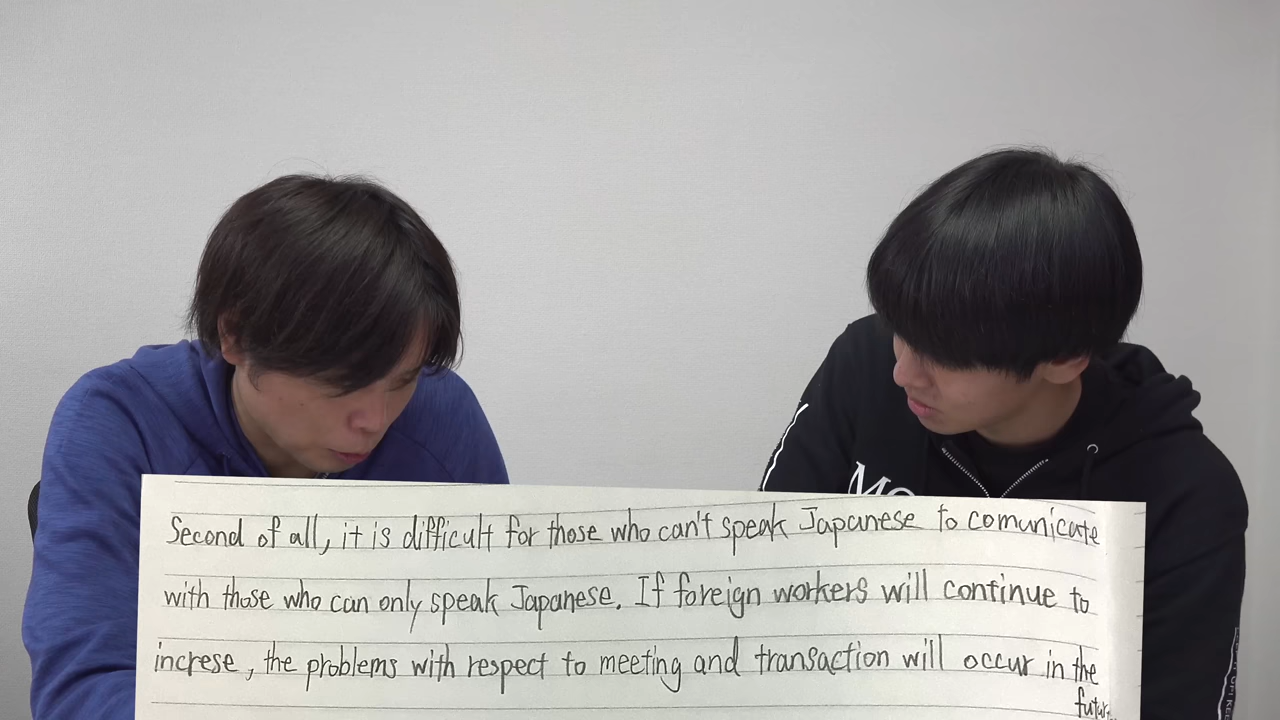 Second of all, it is difficult for those who can't speak Japanese to comunicate
with those who can only speak Japanese. If foreign workers will continue to
increse, the problems with respect to meeting and transaction will occur in the